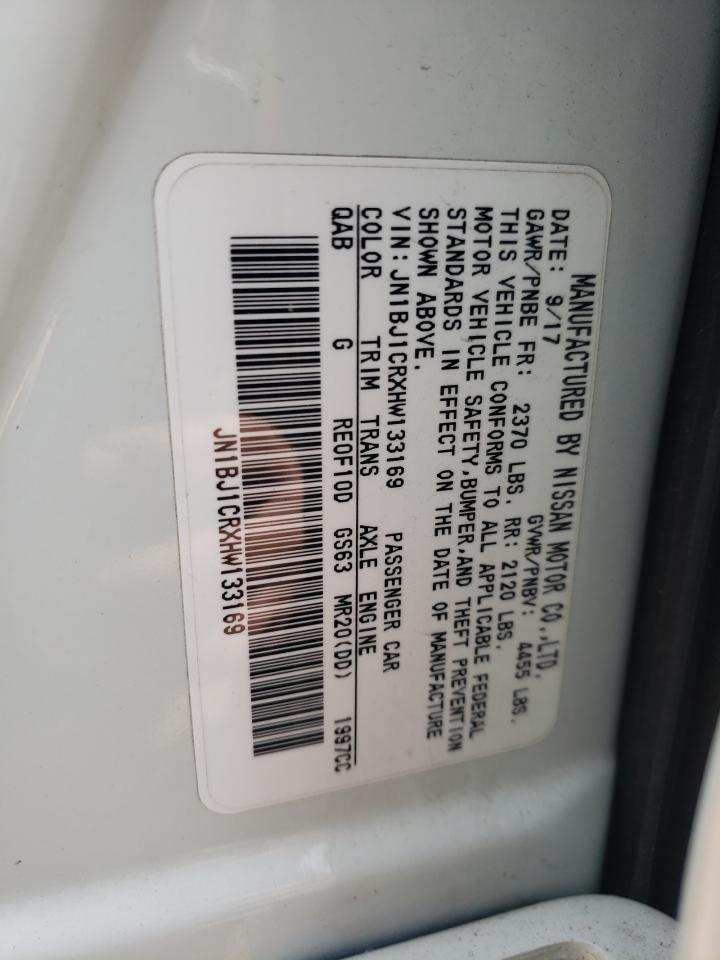 MANUFACTURED BY NISSAN MOTOR CO.,LTD.
DATE: 9/17 GVWR/PNBV: 4455 LBS.
GAWR/PNBE FR: 2370 LBS. RR: 2120 LBS.
THIS VEHICLE CONFORMS TO ALL APPLICABLE FEDERAL
MOTOR VEHICLE SAFETY,BUMPER,AND THEFT PREVENTION
STANDARDS IN EFFECT ON THE DATE OF MANUFACTURE
SHOWN ABOVE.
VIN: JN1BJ1CRXHW133169 PASSENGER CAR
COLOR TRIM TRANS AXLE ENGINE
QAB G RE0F10D GS63 MR20(DD) 1997CC
JN1BJ1CRXHW133169